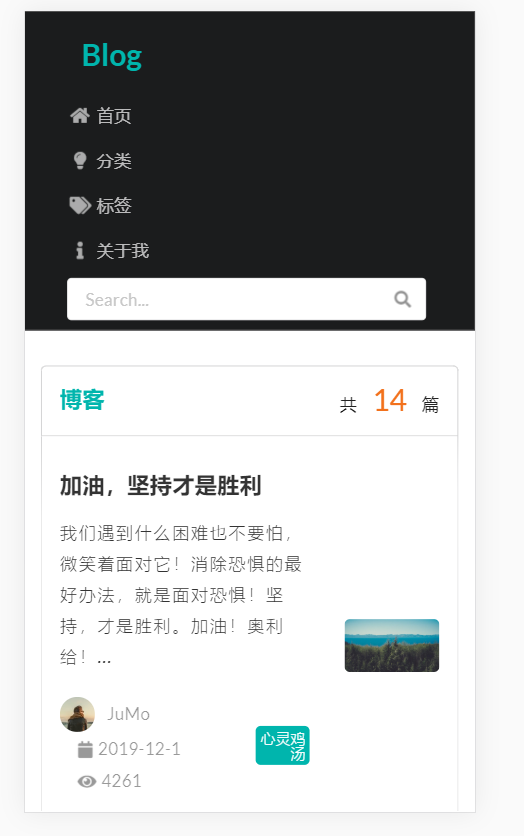 Blog
首页
分类
标签
关于我
Search...
博客
共 14 篇
加油，坚持才是胜利
我们遇到什么困难也不要怕，
微笑着面对它！消除恐惧的最
好办法，就是面对恐惧！坚
持，才是胜利。加油！奥利
给！...
JuMo
2019-12-1
心灵鸡
汤
4261